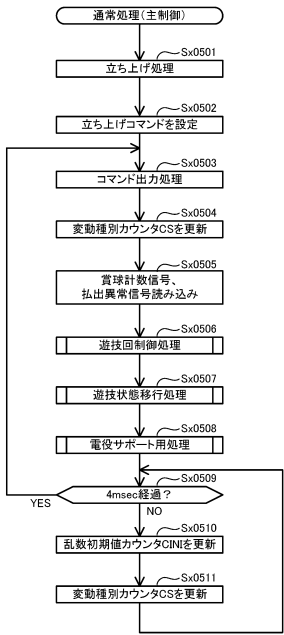 通常処理(主制御)
Sx0501
立ち上げ処理
Sx0502
立ち上げコマンドを設定
Sx0503
コマンド出力処理
Sx0504
変動種別カウンタCSを更新
Sx0505
賞球計数信号、
払出異常信号読み込み
Sx0506
遊技回制御処理
Sx0507
遊技状態移行処理
Sx0508
電役サポート用処理
Sx0509
4msec経過？
YES
NO
Sx0510
乱数初期値カウンタCINIを更新
Sx0511
変動種別カウンタCSを更新